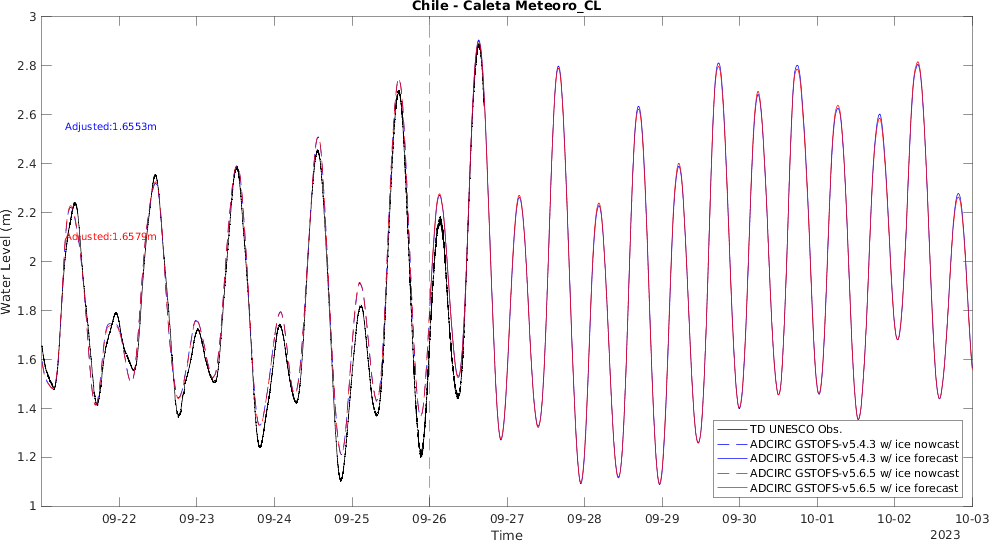 Chile - Caleta Meteoro_CL
3
2.8
2.6
2.4
2.2
2
1.8
1.6
1.4
1.2
1
Water Level (m)
Adjusted:1.6553m
Adjusted:1.6579m
TD UNESCO Obs.
ADCIRC GSTOFS-v5.4.3 w/ ice nowcast
ADCIRC GSTOFS-v5.4.3 w/ ice forecast
ADCIRC GSTOFS-v5.6.5 w/ ice nowcast
ADCIRC GSTOFS-v5.6.5 w/ ice forecast
09-22 09-23 09-24 09-25 09-26 09-27 09-28 09-29 09-30 10-01 10-02 10-03
Time
2023